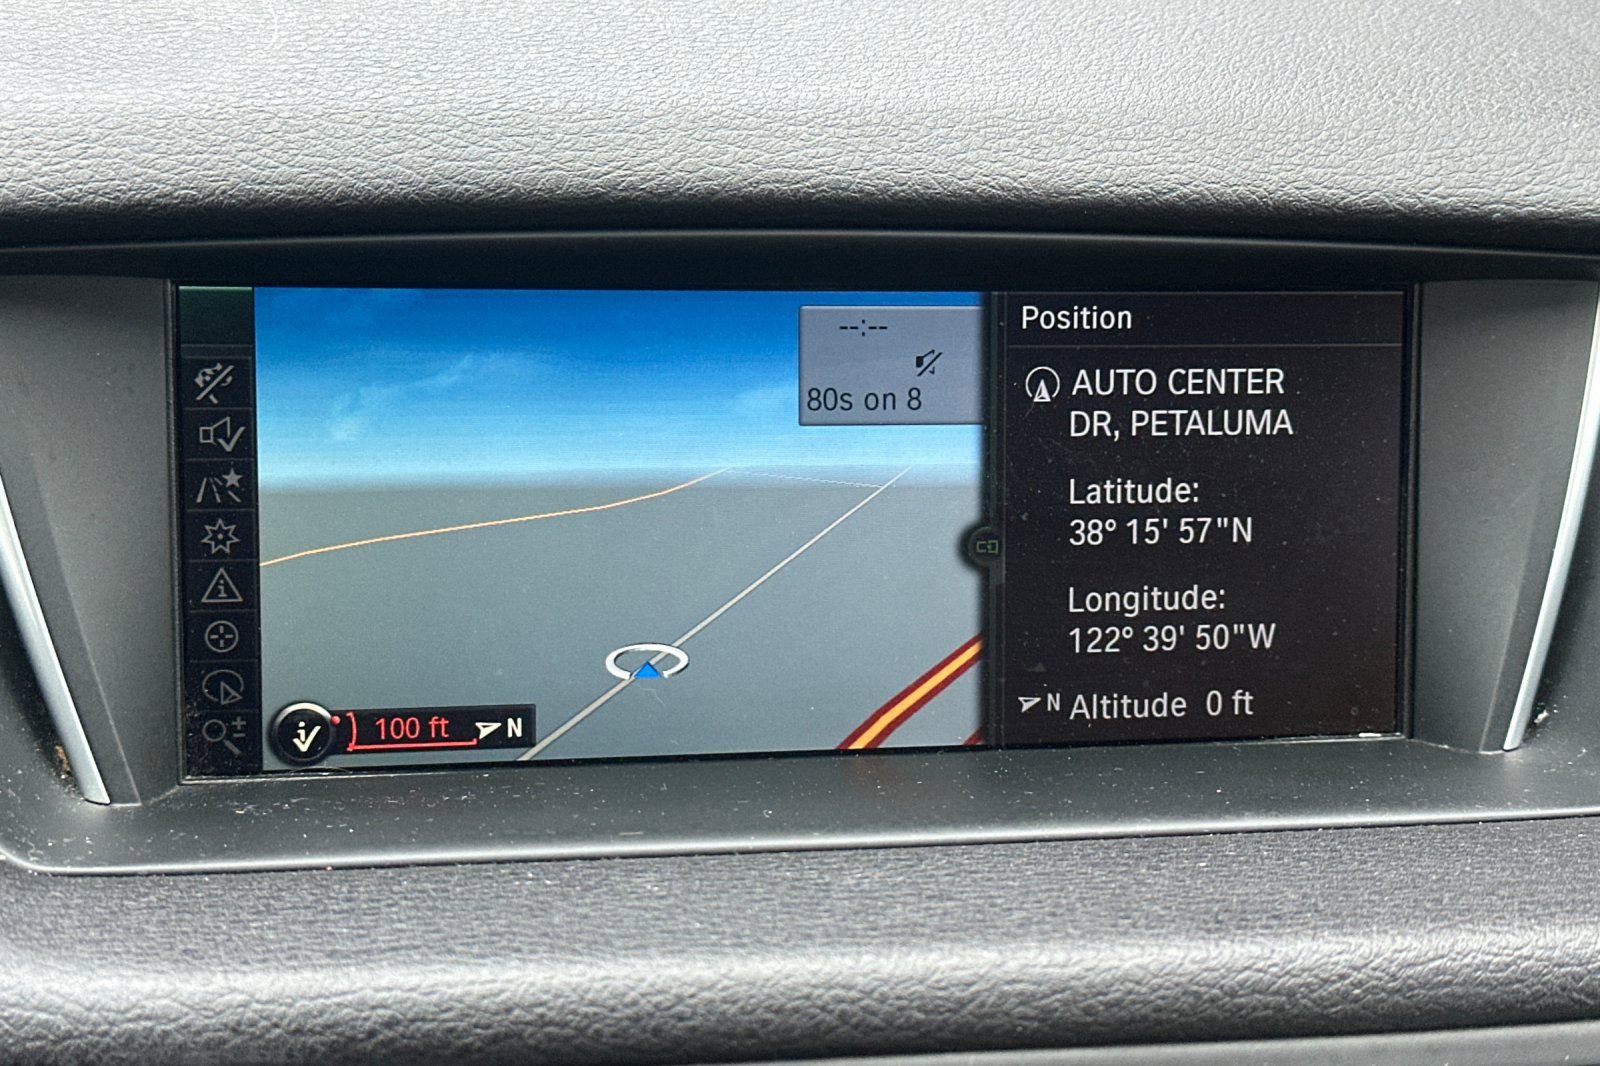 --:--
80s on 8
100 ft N
Position
AUTO CENTER
DR, PETALUMA
Latitude:
38° 15' 57"N
Longitude:
122° 39' 50"W
N Altitude 0 ft